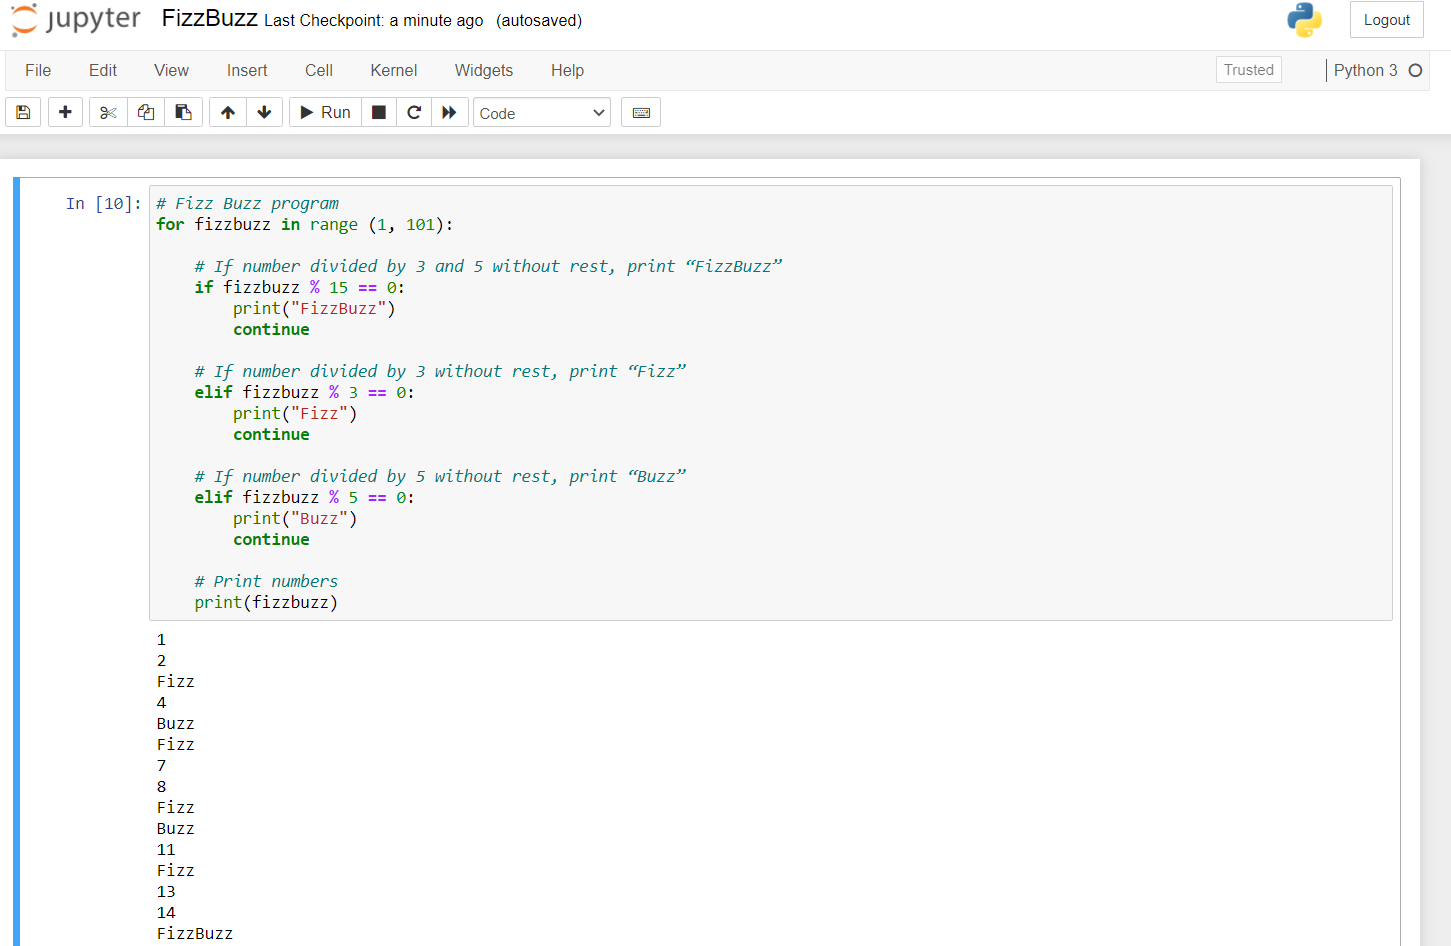 jupyter FizzBuzz Last Checkpoint: a minute ago (autosaved) Logout
File Edit View Insert Cell Kernel Widgets Help Trusted Python 3
Run Code
In [10]: # Fizz Buzz program
for fizzbuzz in range (1, 101):
    # If number divided by 3 and 5 without rest, print “FizzBuzz”
    if fizzbuzz % 15 == 0:
        print("FizzBuzz")
        continue
    # If number divided by 3 without rest, print “Fizz”
    elif fizzbuzz % 3 == 0:
        print("Fizz")
        continue
    # If number divided by 5 without rest, print “Buzz”
    elif fizzbuzz % 5 == 0:
        print("Buzz")
        continue
    # Print numbers
    print(fizzbuzz)
1
2
Fizz
4
Buzz
Fizz
7
8
Fizz
Buzz
11
Fizz
13
14
FizzBuzz